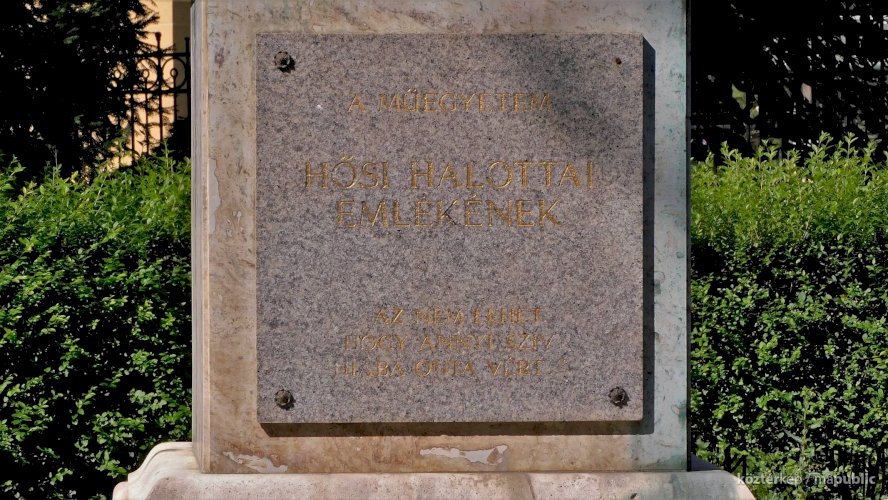 A MŰEGYETEM
HŐSI HALOTTAI
EMLÉKÉNEK
AZ NEM LEHET
HOGY ANNYI SZÍV
HIÁBA ONTA VÉRT...
köztérkép / mapublic